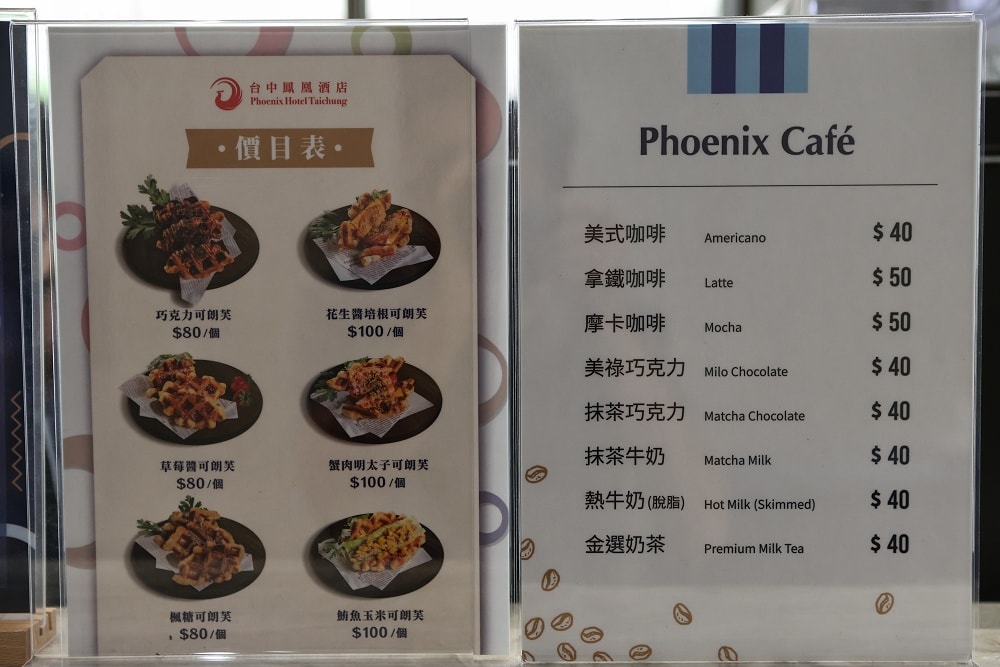 台中鳳凰酒店
Phoenix Hotel Taichung
·價目表·
巧克力可朗芙
$80/個
花生醬培根可朗芙
$100/個
草莓醬可朗芙
$80/個
蟹肉明太子可朗芙
$100/個
楓糖可朗芙
$80/個
鮪魚玉米可朗芙
$100/個
Phoenix Café
美式咖啡 Americano $ 40
拿鐵咖啡 Latte $ 50
摩卡咖啡 Mocha $ 50
美祿巧克力 Milo Chocolate $ 40
抹茶巧克力 Matcha Chocolate $ 40
抹茶牛奶 Matcha Milk $ 40
熱牛奶(脫脂) Hot Milk (Skimmed) $ 40
金選奶茶 Premium Milk Tea $ 40